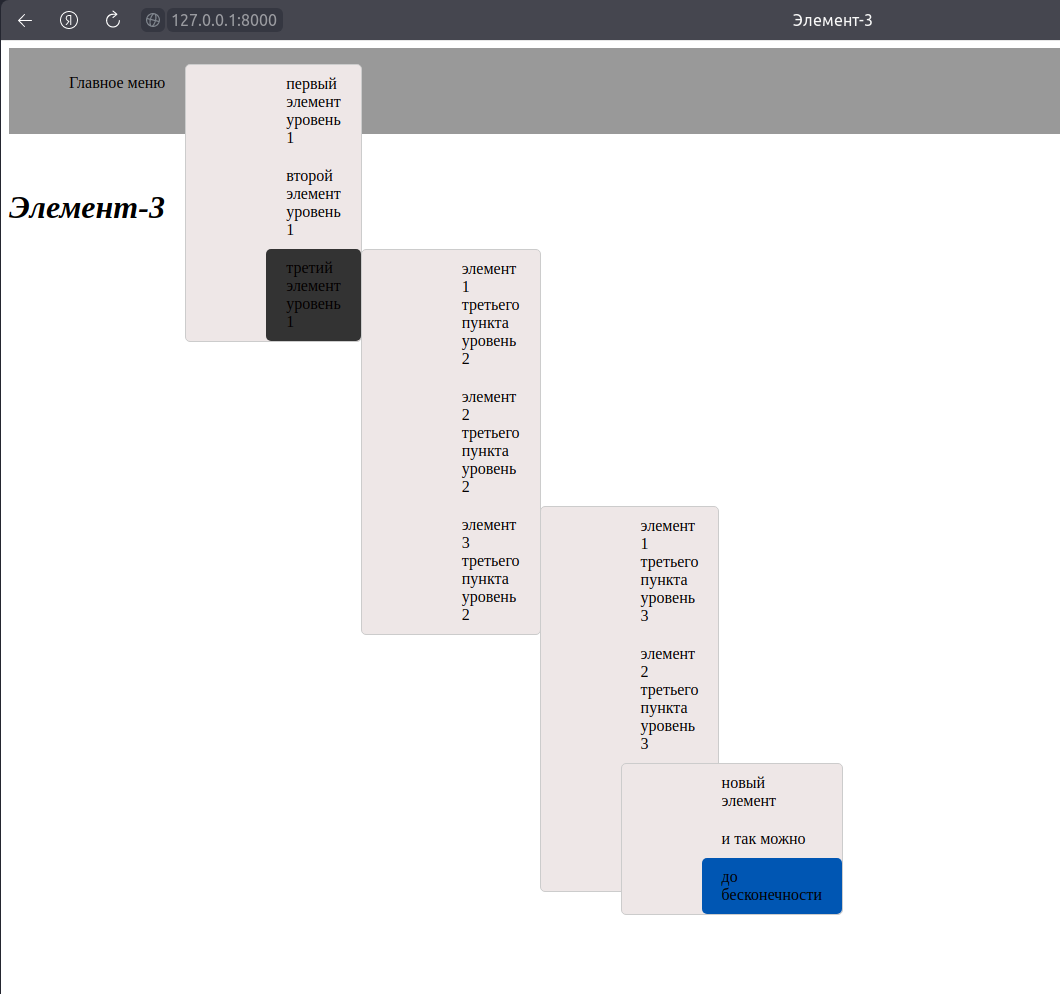 Я
127.0.0.1:8000
Элемент-3
Главное меню
первый
элемент
уровень
1
второй
элемент
уровень
1
Элемент-3
третий
элемент
уровень
1
элемент
1
третьего
пункта
уровень
2
элемент
2
третьего
пункта
уровень
2
элемент
3
третьего
пункта
уровень
2
элемент
1
третьего
пункта
уровень
3
элемент
2
третьего
пункта
уровень
3
новый
элемент
и так можно
до
бесконечности